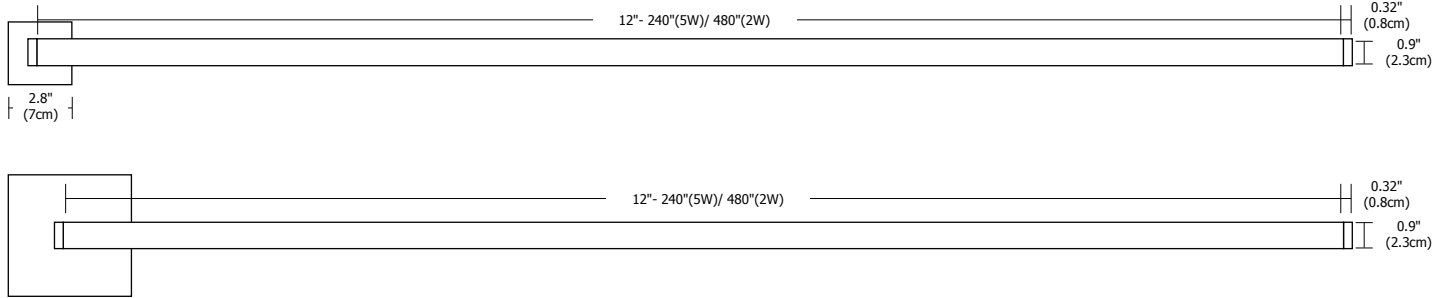 12"- 240"(5W)/ 480"(2W)
0.32"
(0.8cm)
0.9"
(2.3cm)
2.8"
(7cm)
12"- 240"(5W)/ 480"(2W)
0.32"
(0.8cm)
0.9"
(2.3cm)